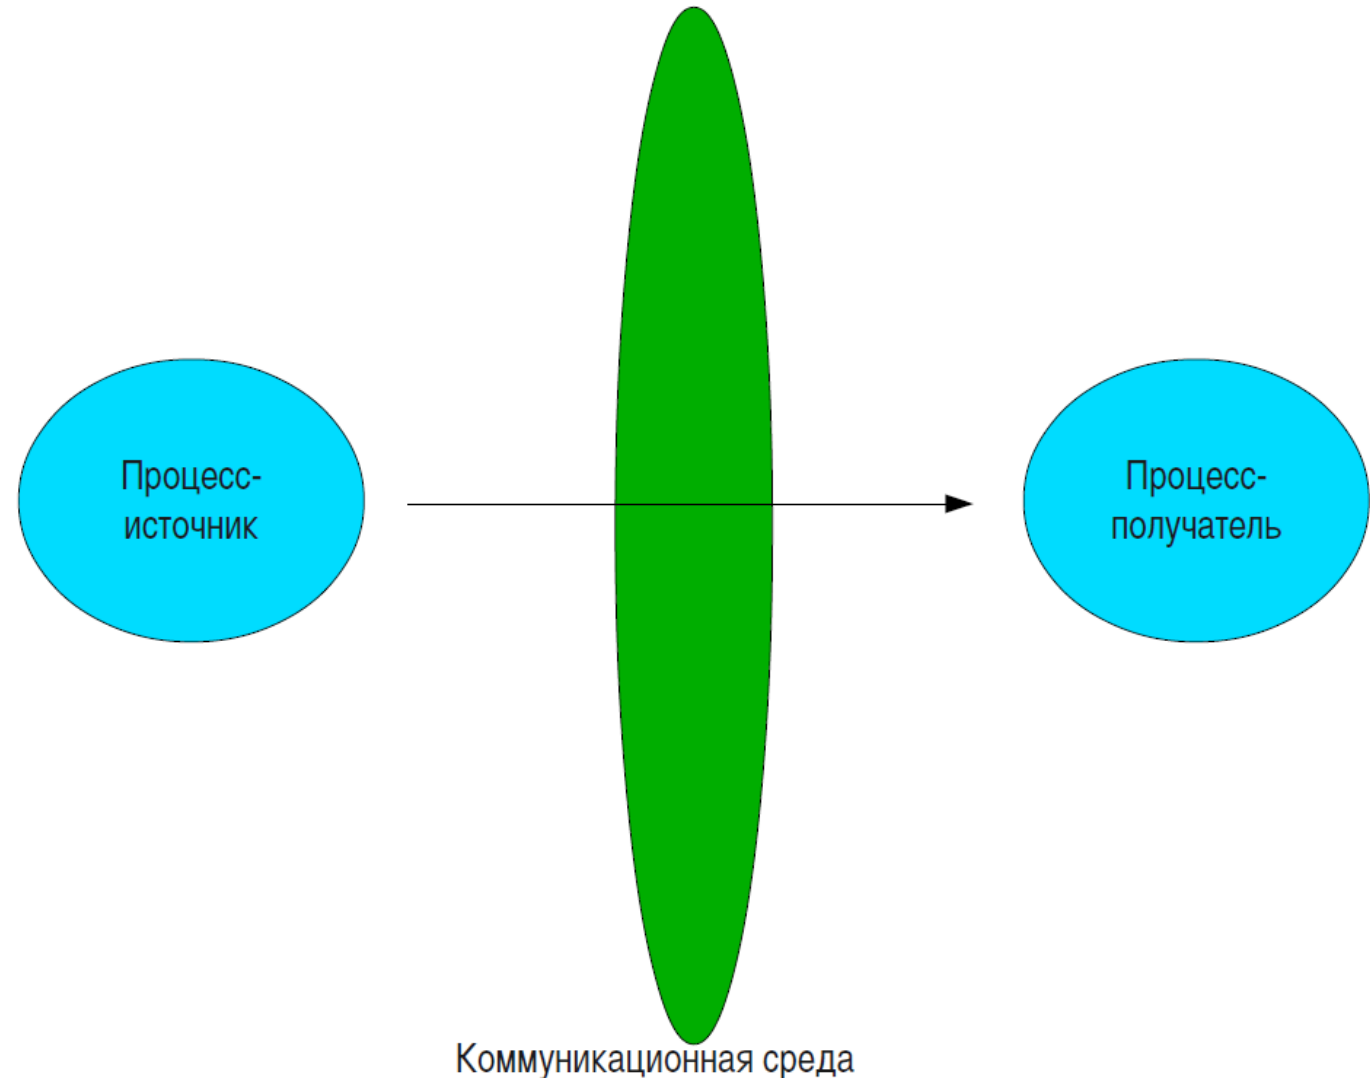 Процесс-
источник
Процесс-
получатель
Коммуникационная среда